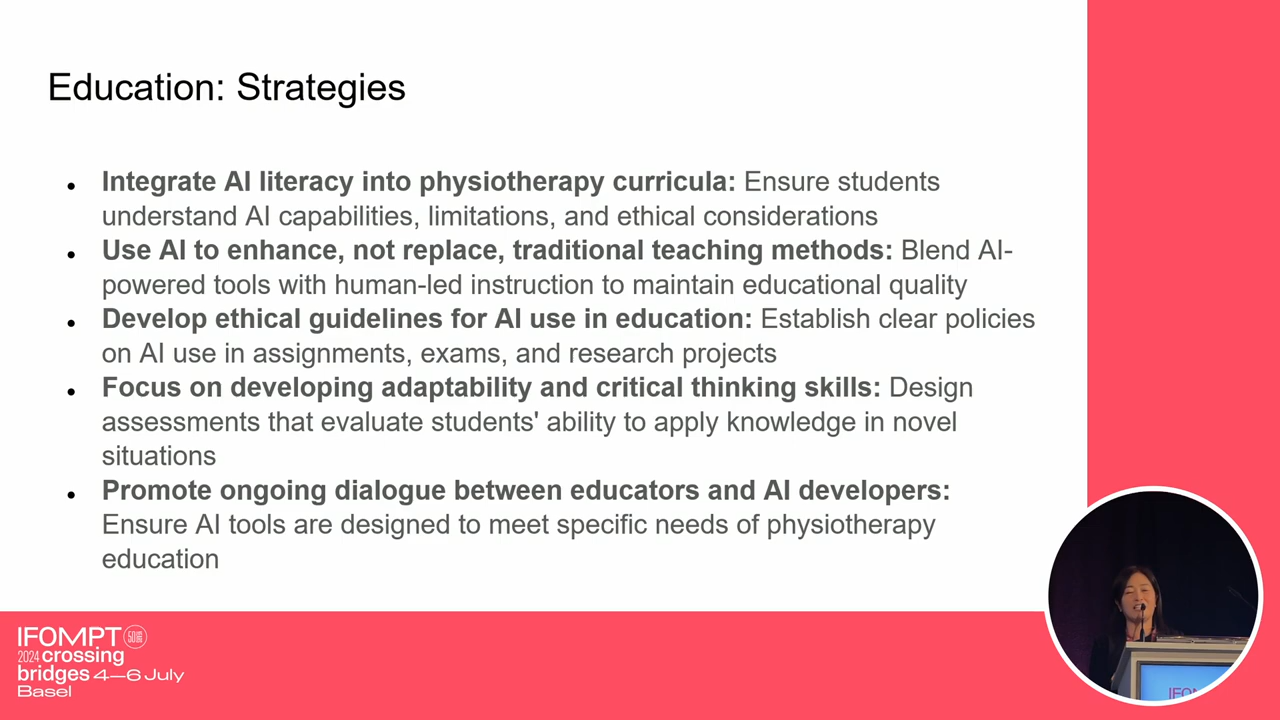 Education: Strategies
● Integrate AI literacy into physiotherapy curricula: Ensure students
understand AI capabilities, limitations, and ethical considerations
● Use AI to enhance, not replace, traditional teaching methods: Blend AI-
powered tools with human-led instruction to maintain educational quality
● Develop ethical guidelines for AI use in education: Establish clear policies
on AI use in assignments, exams, and research projects
● Focus on developing adaptability and critical thinking skills: Design
assessments that evaluate students' ability to apply knowledge in novel
situations
● Promote ongoing dialogue between educators and AI developers:
Ensure AI tools are designed to meet specific needs of physiotherapy
education
IFOMPT
2024 crossing
bridges 4—6 July
Basel